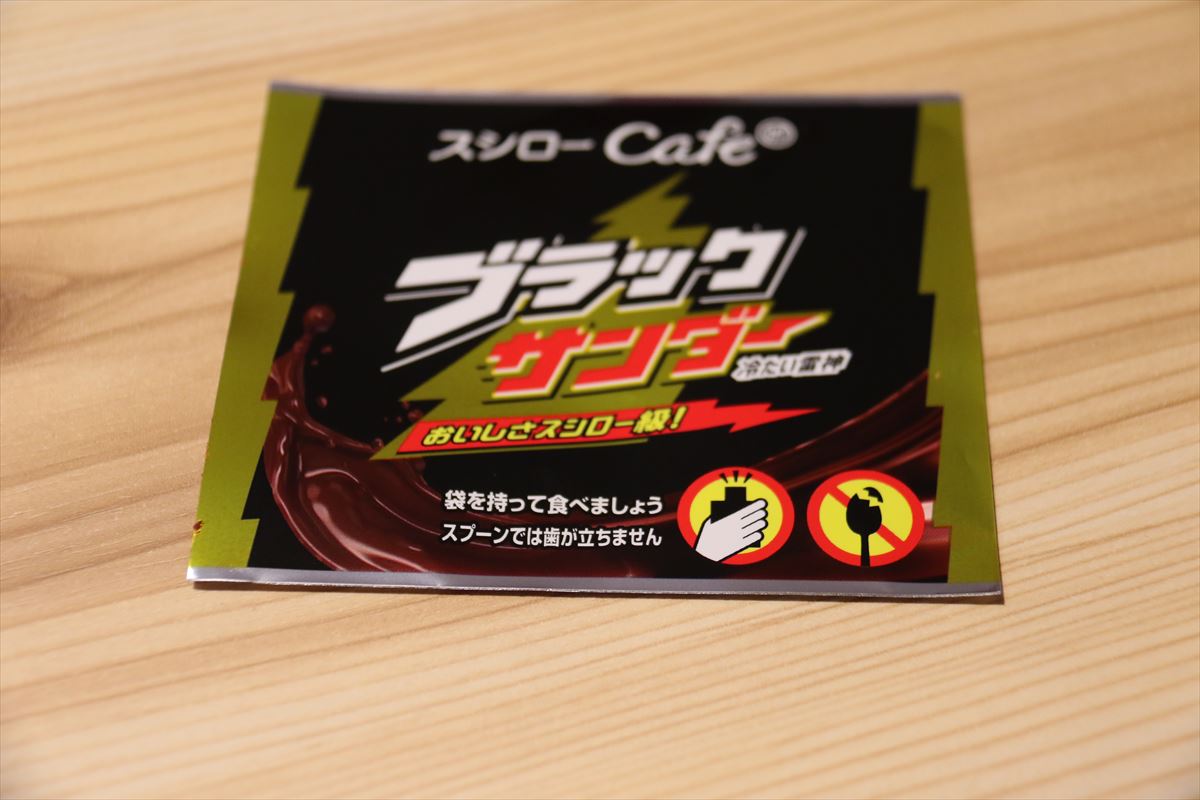 スシローCafé の
ブラック
サンダー
冷たい雷神
おいしさスシロー級!
袋を持って食べましょう
スプーンでは歯が立ちません